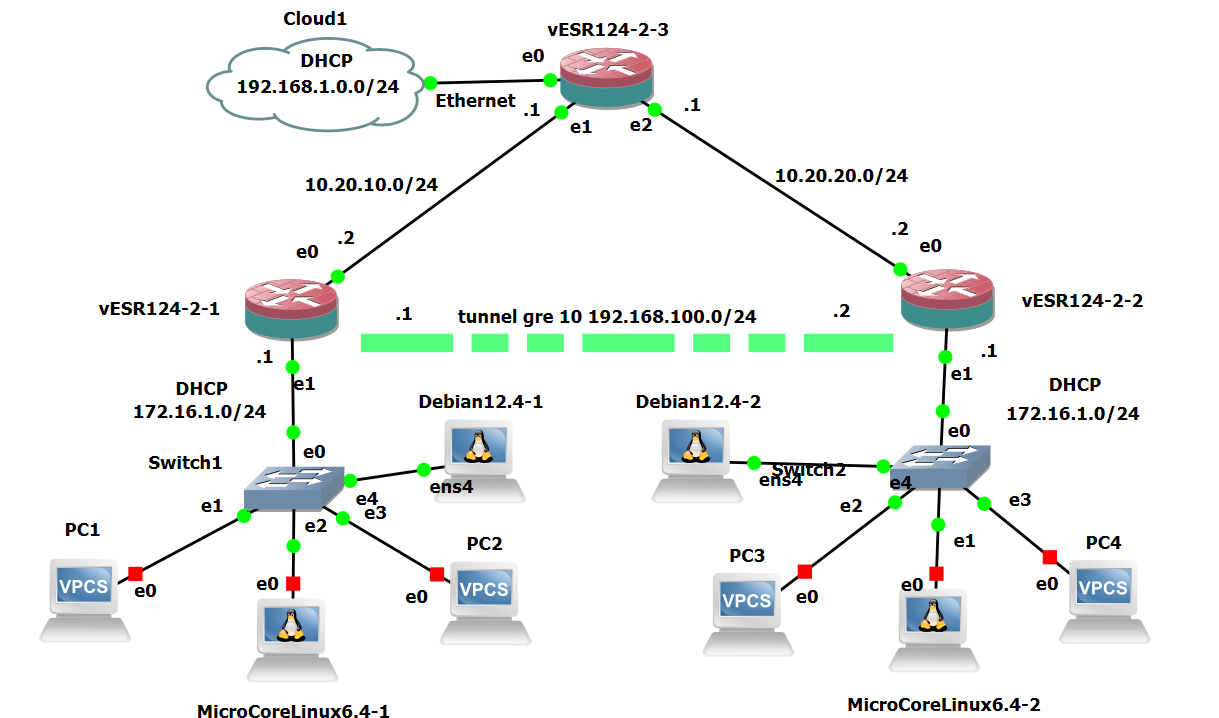 Cloud1
vESR124-2-3
DHCP
192.168.1.0.0/24
e0
Ethernet
.1
e1
e2
.1
10.20.10.0/24
10.20.20.0/24
e0
.2
.2
e0
vESR124-2-1
vESR124-2-2
.1
tunnel gre 10 192.168.100.0/24
.2
.1
e1
.1
e1
DHCP
172.16.1.0/24
DHCP
172.16.1.0/24
Debian12.4-1
Debian12.4-2
e0
e0
Switch1
Switch2
ens4
e4
ens4
e4
e1
e2
e3
e2
e1
e3
PC1
PC2
PC3
PC4
VPCS
e0
e0
e0
VPCS
VPCS
e0
e0
e0
VPCS
MicroCoreLinux6.4-1
MicroCoreLinux6.4-2